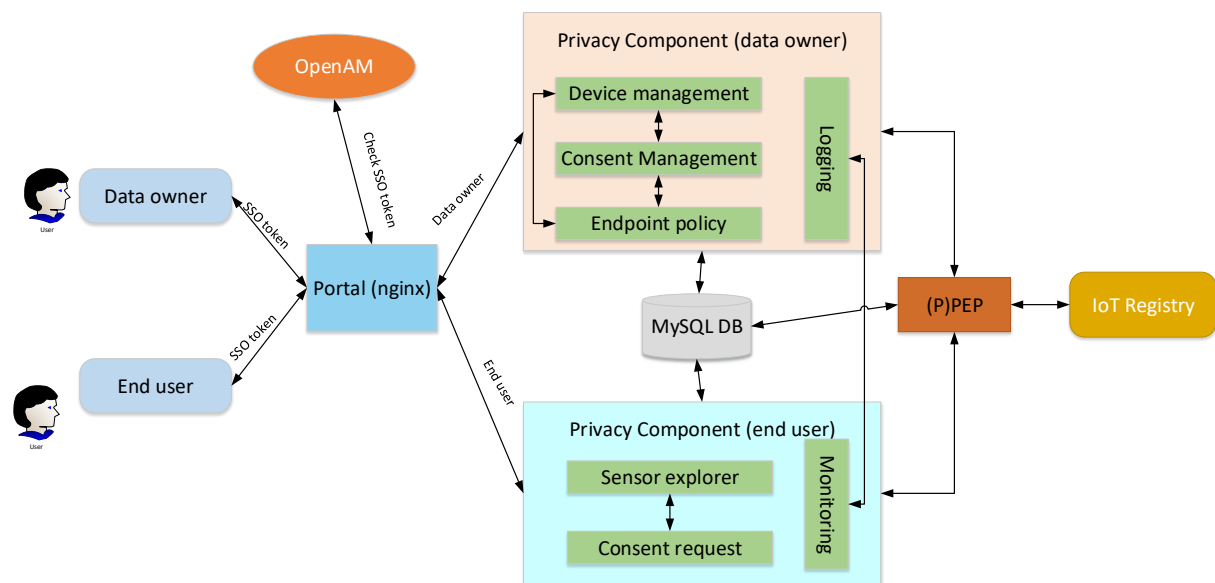 OpenAM
Check SSO token
Data owner
User
SSO token
Portal (nginx)
SSO token
End user
User
Data owner
End user
Privacy Component (data owner)
Device management
Consent Management
Endpoint policy
Logging
MySQL DB
(P)PEP
IoT Registry
Privacy Component (end user)
Sensor explorer
Consent request
Monitoring